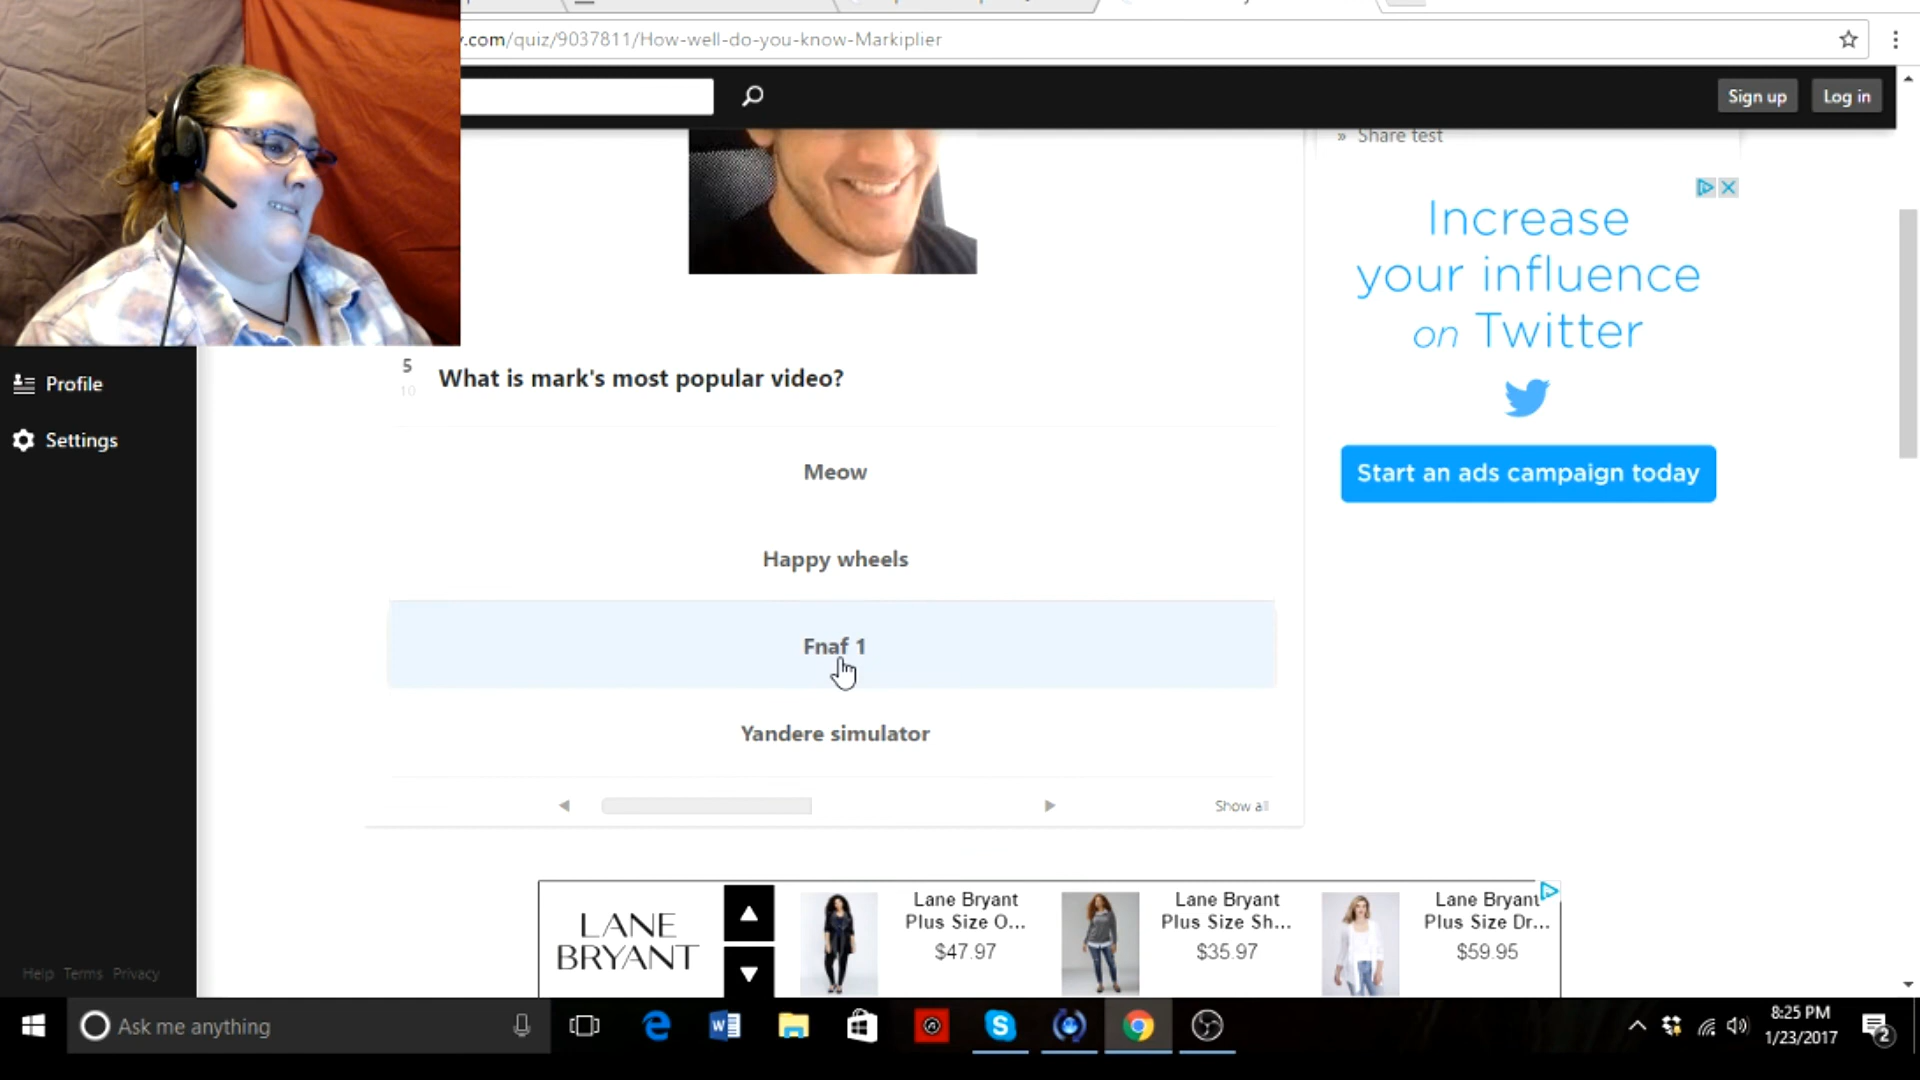 .com/quiz/9037811/How-well-do-you-know-Markiplier
Sign up
Log in
» Share test
Increase
your influence
on Twitter
Start an ads campaign today
Profile
Settings
5
10
What is mark's most popular video?
Meow
Happy wheels
Fnaf 1
Yandere simulator
Show all
LANE
BRYANT
Lane Bryant
Plus Size O...
$47.97
Lane Bryant
Plus Size Sh...
$35.97
Lane Bryant
Plus Size Dr...
$59.95
Help Terms Privacy
Ask me anything
8:25 PM
1/23/2017
2